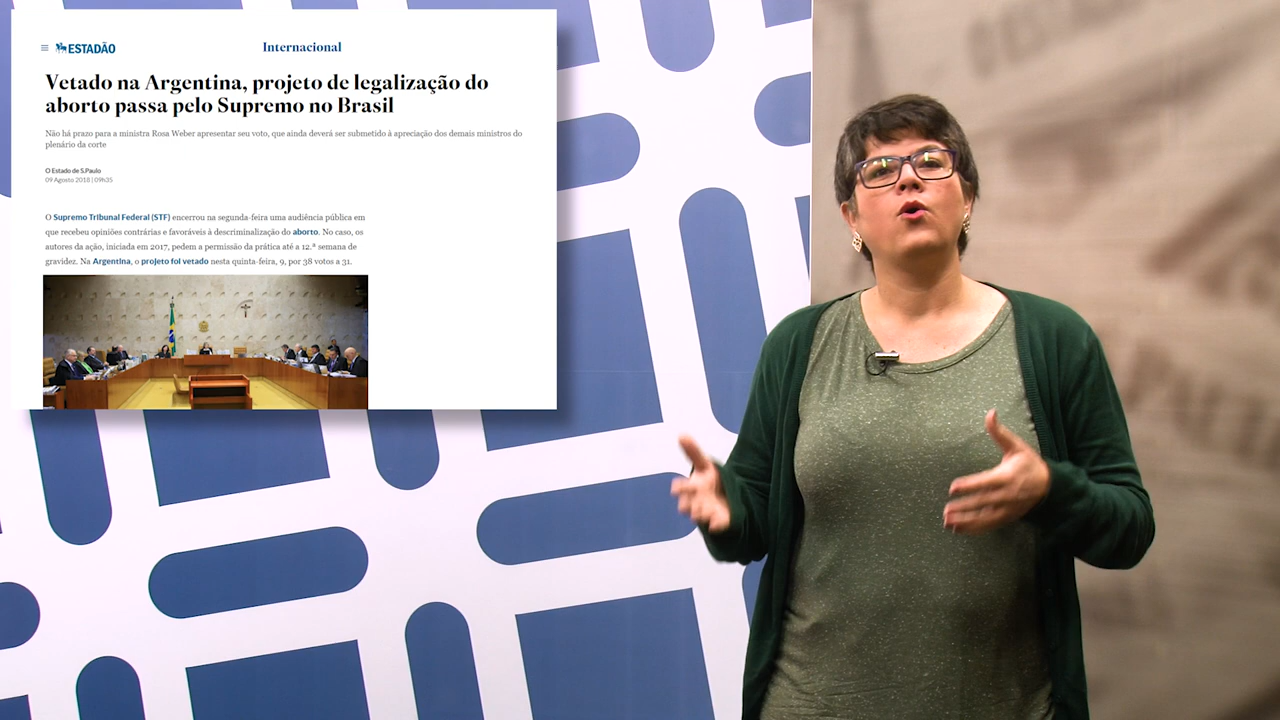 ESTADÃO
Internacional
Vetado na Argentina, projeto de legalização do
aborto passa pelo Supremo no Brasil
Não há prazo para a ministra Rosa Weber apresentar seu voto, que ainda deverá ser submetido à apreciação dos demais ministros do
plenário da corte
O Estado de S.Paulo
09 Agosto 2018 | 09h35
O Supremo Tribunal Federal (STF) encerrou na segunda-feira uma audiência pública em
que recebeu opiniões contrárias e favoráveis à descriminalização do aborto. No caso, os
autores da ação, iniciada em 2017, pedem a permissão da prática até a 12.ª semana de
gravidez. Na Argentina, o projeto foi vetado nesta quinta-feira, 9, por 38 votos a 31.